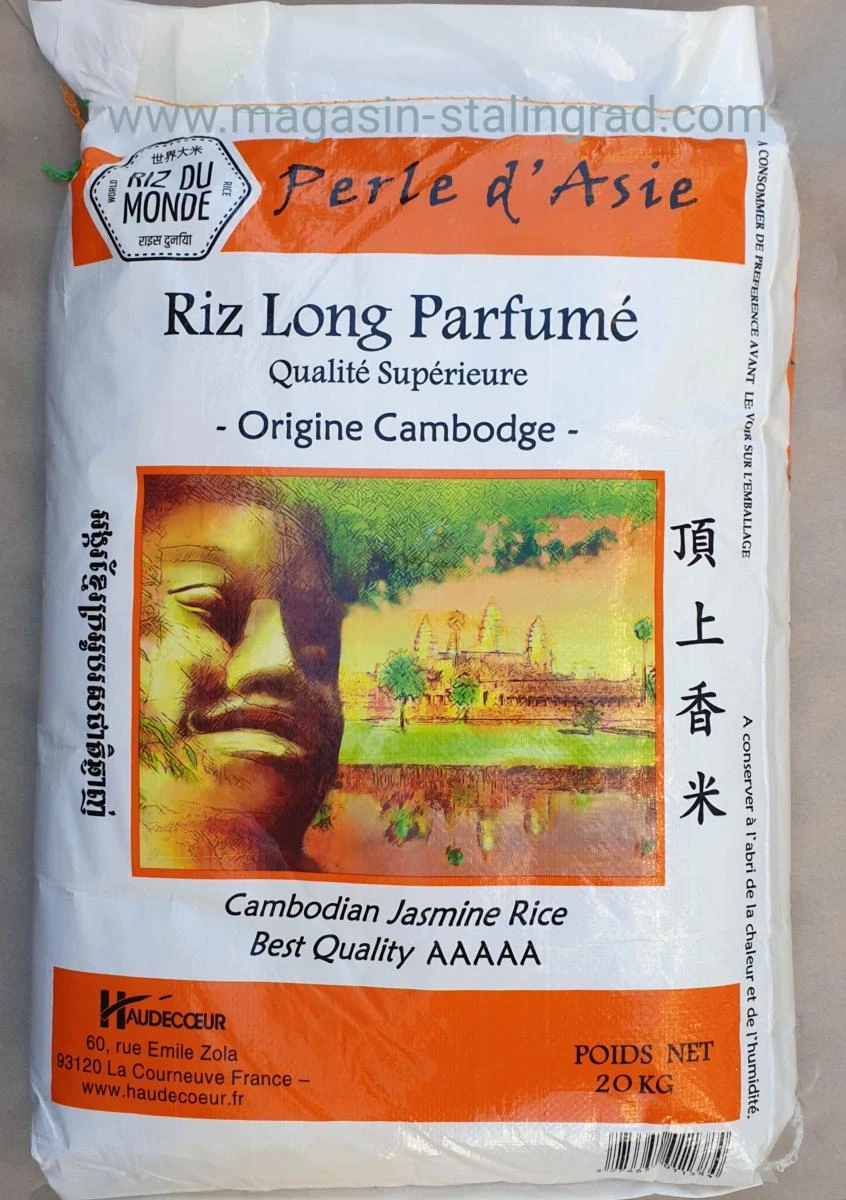 www.magasin-stalingrad.com
世界大米
RIZ DU
MONDE
राइस दुनिया
WORLD
RICE
Perle d'Asie
Riz Long Parfumé
Qualité Supérieure
- Origine Cambodge -
頂上香米
Cambodian Jasmine Rice
Best Quality AAAAA
HAUDECŒUR
60, rue Emile Zola
93120 La Courneuve France –
www.haudecoeur.fr
POIDS NET
20 KG
À CONSOMMER DE PREFERENCE AVANT LE: VOIR SUR L'EMBALLAGE
A conserver à l'abri de la chaleur et de l'humidité.